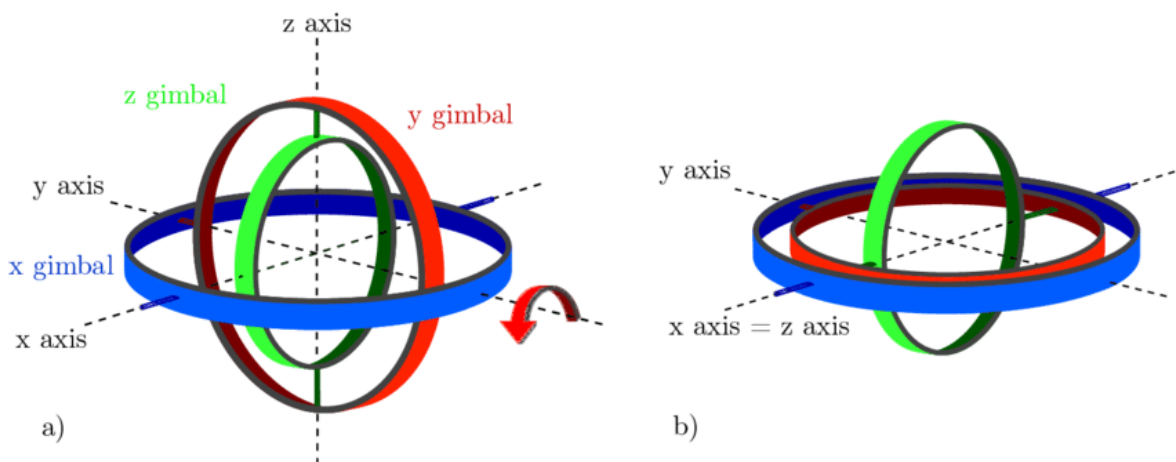 z axis
z gimbal
y gimbal
y axis
x gimbal
x axis
a)
y axis
x axis = z axis
b)